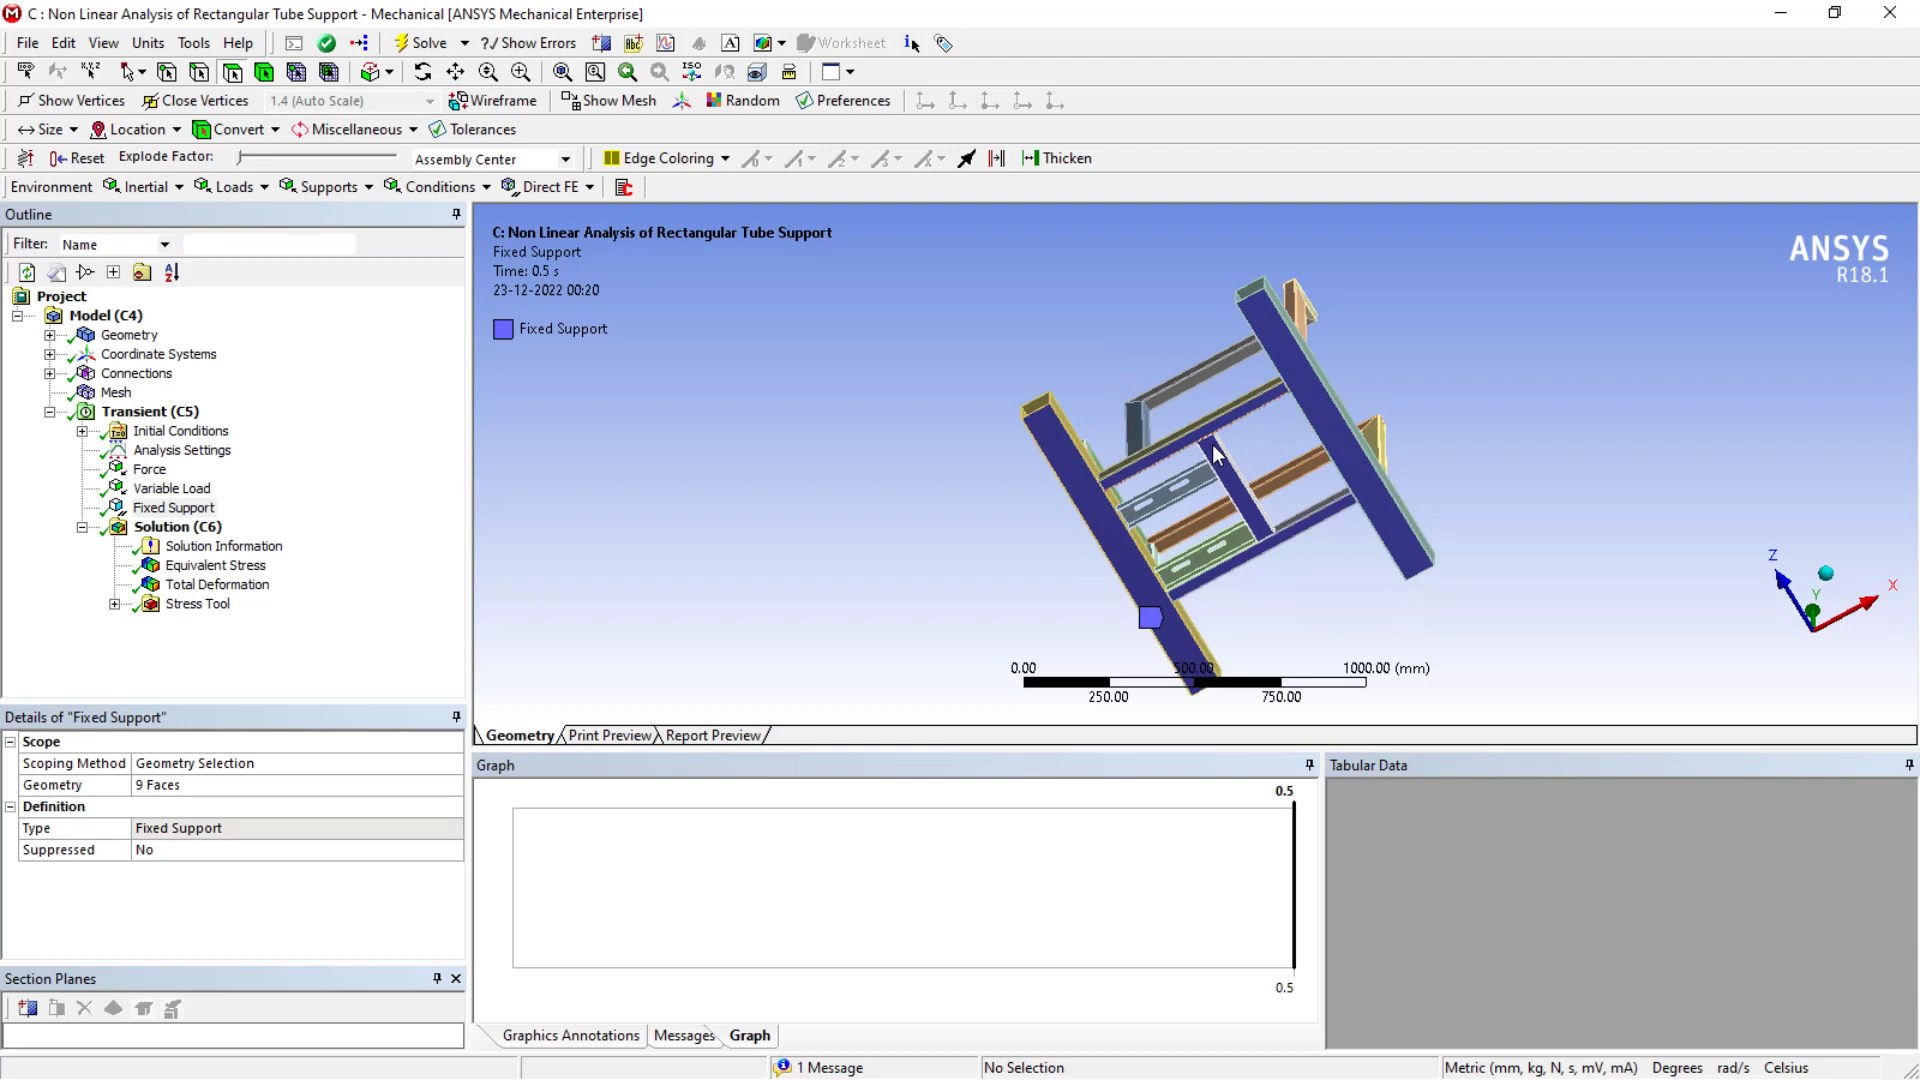 C : Non Linear Analysis of Rectangular Tube Support - Mechanical [ANSYS Mechanical Enterprise]
File Edit View Units Tools Help Solve ?/ Show Errors Worksheet
Show Vertices Close Vertices 1.4 (Auto Scale) Wireframe Show Mesh Random Preferences
Size Location Convert Miscellaneous Tolerances
Reset Explode Factor: Assembly Center Edge Coloring Thicken
Environment Inertial Loads Supports Conditions Direct FE
Outline
Filter: Name
Project
Model (C4)
Geometry
Coordinate Systems
Connections
Mesh
Transient (C5)
Initial Conditions
Analysis Settings
Force
Variable Load
Fixed Support
Solution (C6)
Solution Information
Equivalent Stress
Total Deformation
Stress Tool
C: Non Linear Analysis of Rectangular Tube Support
Fixed Support
Time: 0.5 s
23-12-2022 00:20
Fixed Support
ANSYS
R18.1
Z
X
Y
0.00 500.00 1000.00 (mm)
250.00 750.00
Geometry Print Preview Report Preview
Details of "Fixed Support"
Scope
Scoping Method Geometry Selection
Geometry 9 Faces
Definition
Type Fixed Support
Suppressed No
Section Planes
Graph
0.5
0.5
Graphics Annotations Messages Graph
Tabular Data
1 Message No Selection Metric (mm, kg, N, s, mV, mA) Degrees rad/s Celsius